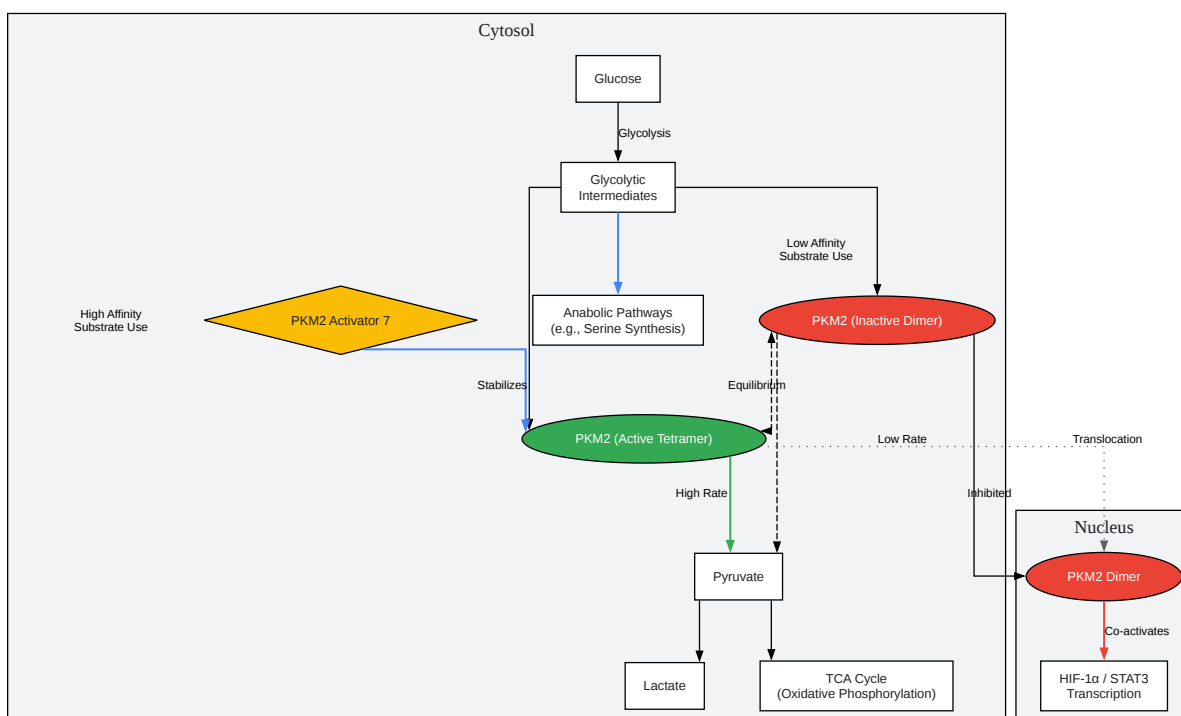 Cytosol
Glucose
Glycolysis
Glycolytic
Intermediates
Low Affinity
Substrate Use
High Affinity
Substrate Use
PKM2 Activator 7
Anabolic Pathways
(e.g., Serine Synthesis)
PKM2 (Inactive Dimer)
Stabilizes
Equilibrium
PKM2 (Active Tetramer)
Low Rate
Translocation
High Rate
Inhibited
Nucleus
Pyruvate
PKM2 Dimer
Co-activates
Lactate
TCA Cycle
(Oxidative Phosphorylation)
HIF-1α / STAT3
Transcription